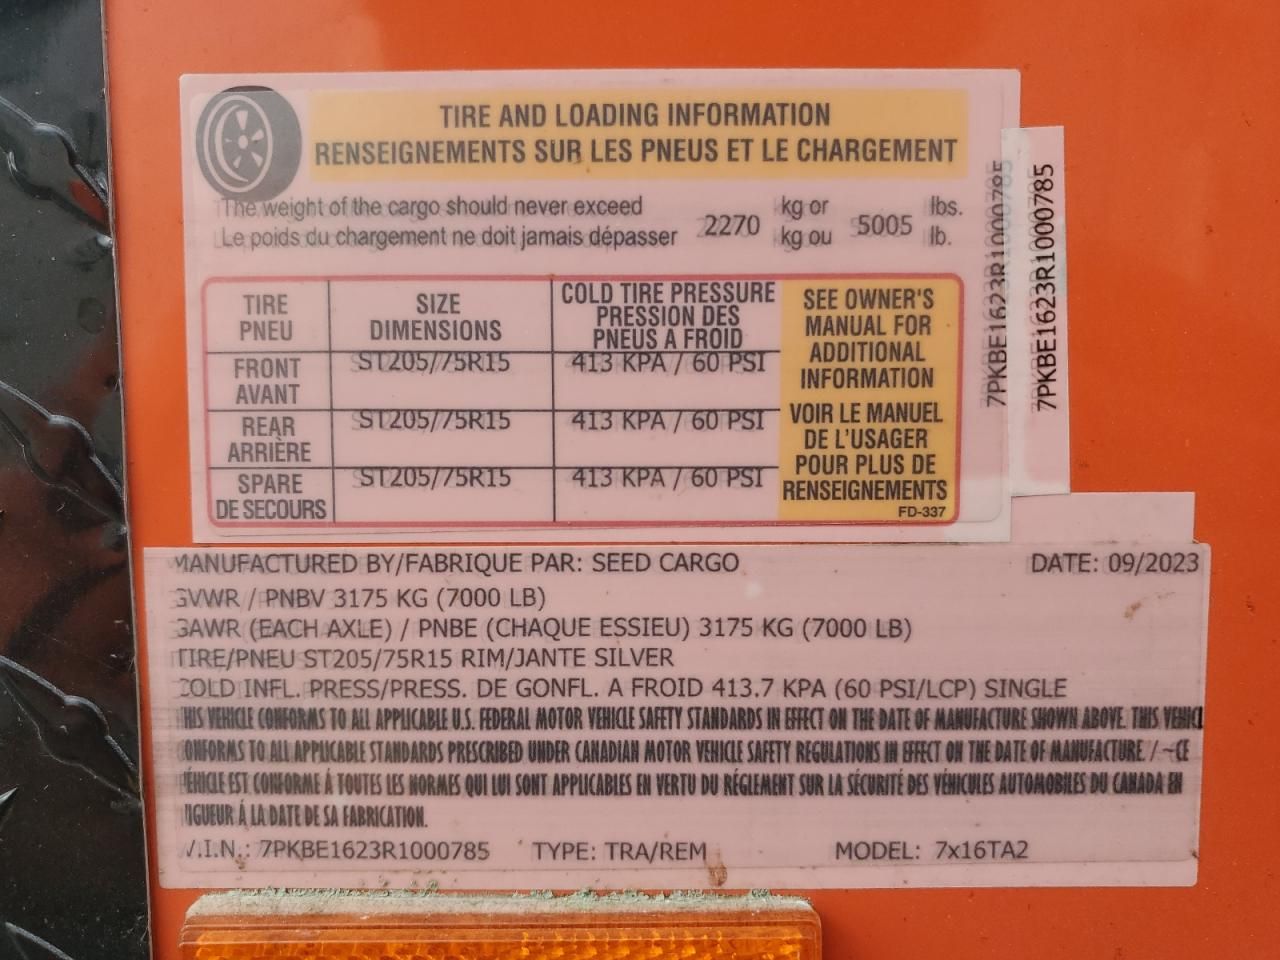 TIRE AND LOADING INFORMATION
RENSEIGNEMENTS SUR LES PNEUS ET LE CHARGEMENT
The weight of the cargo should never exceed 2270 kg or 5005 lbs.
Le poids du chargement ne doit jamais dépasser kg ou lb.
TIRE PNEU
SIZE DIMENSIONS
COLD TIRE PRESSURE PRESSION DES PNEUS A FROID
FRONT AVANT
ST205/75R15
413 KPA / 60 PSI
REAR ARRIÈRE
ST205/75R15
413 KPA / 60 PSI
SPARE DE SECOURS
ST205/75R15
413 KPA / 60 PSI
SEE OWNER'S
MANUAL FOR
ADDITIONAL
INFORMATION
VOIR LE MANUEL
DE L'USAGER
POUR PLUS DE
RENSEIGNEMENTS
FD-337
7PKBE1623R1000785
7PKBE1623R1000785
MANUFACTURED BY/FABRIQUE PAR: SEED CARGO DATE: 09/2023
GVWR / PNBV 3175 KG (7000 LB)
GAWR (EACH AXLE) / PNBE (CHAQUE ESSIEU) 3175 KG (7000 LB)
TIRE/PNEU ST205/75R15 RIM/JANTE SILVER
COLD INFL. PRESS/PRESS. DE GONFL. A FROID 413.7 KPA (60 PSI/LCP) SINGLE
THIS VEHICLE CONFORMS TO ALL APPLICABLE U.S. FEDERAL MOTOR VEHICLE SAFETY STANDARDS IN EFFECT ON THE DATE OF MANUFACTURE SHOWN ABOVE. THIS VEHICL
CONFORMS TO ALL APPLICABLE STANDARDS PRESCRIBED UNDER CANADIAN MOTOR VEHICLE SAFETY REGULATIONS IN EFFECT ON THE DATE OF MANUFACTURE. / ~CE
VÉHICLE EST CONFORME Á TOUTES LES NORMES QUI LUI SONT APPLICABLES EN VERTU DU RÉGLEMENT SUR LA SÉCURITÉ DES VÉHICULES AUTOMOBILES DU CANADA EN
VIGUEUR Á LA DATE DE SA FABRICATION.
V.I.N.: 7PKBE1623R1000785 TYPE: TRA/REM MODEL: 7x16TA2